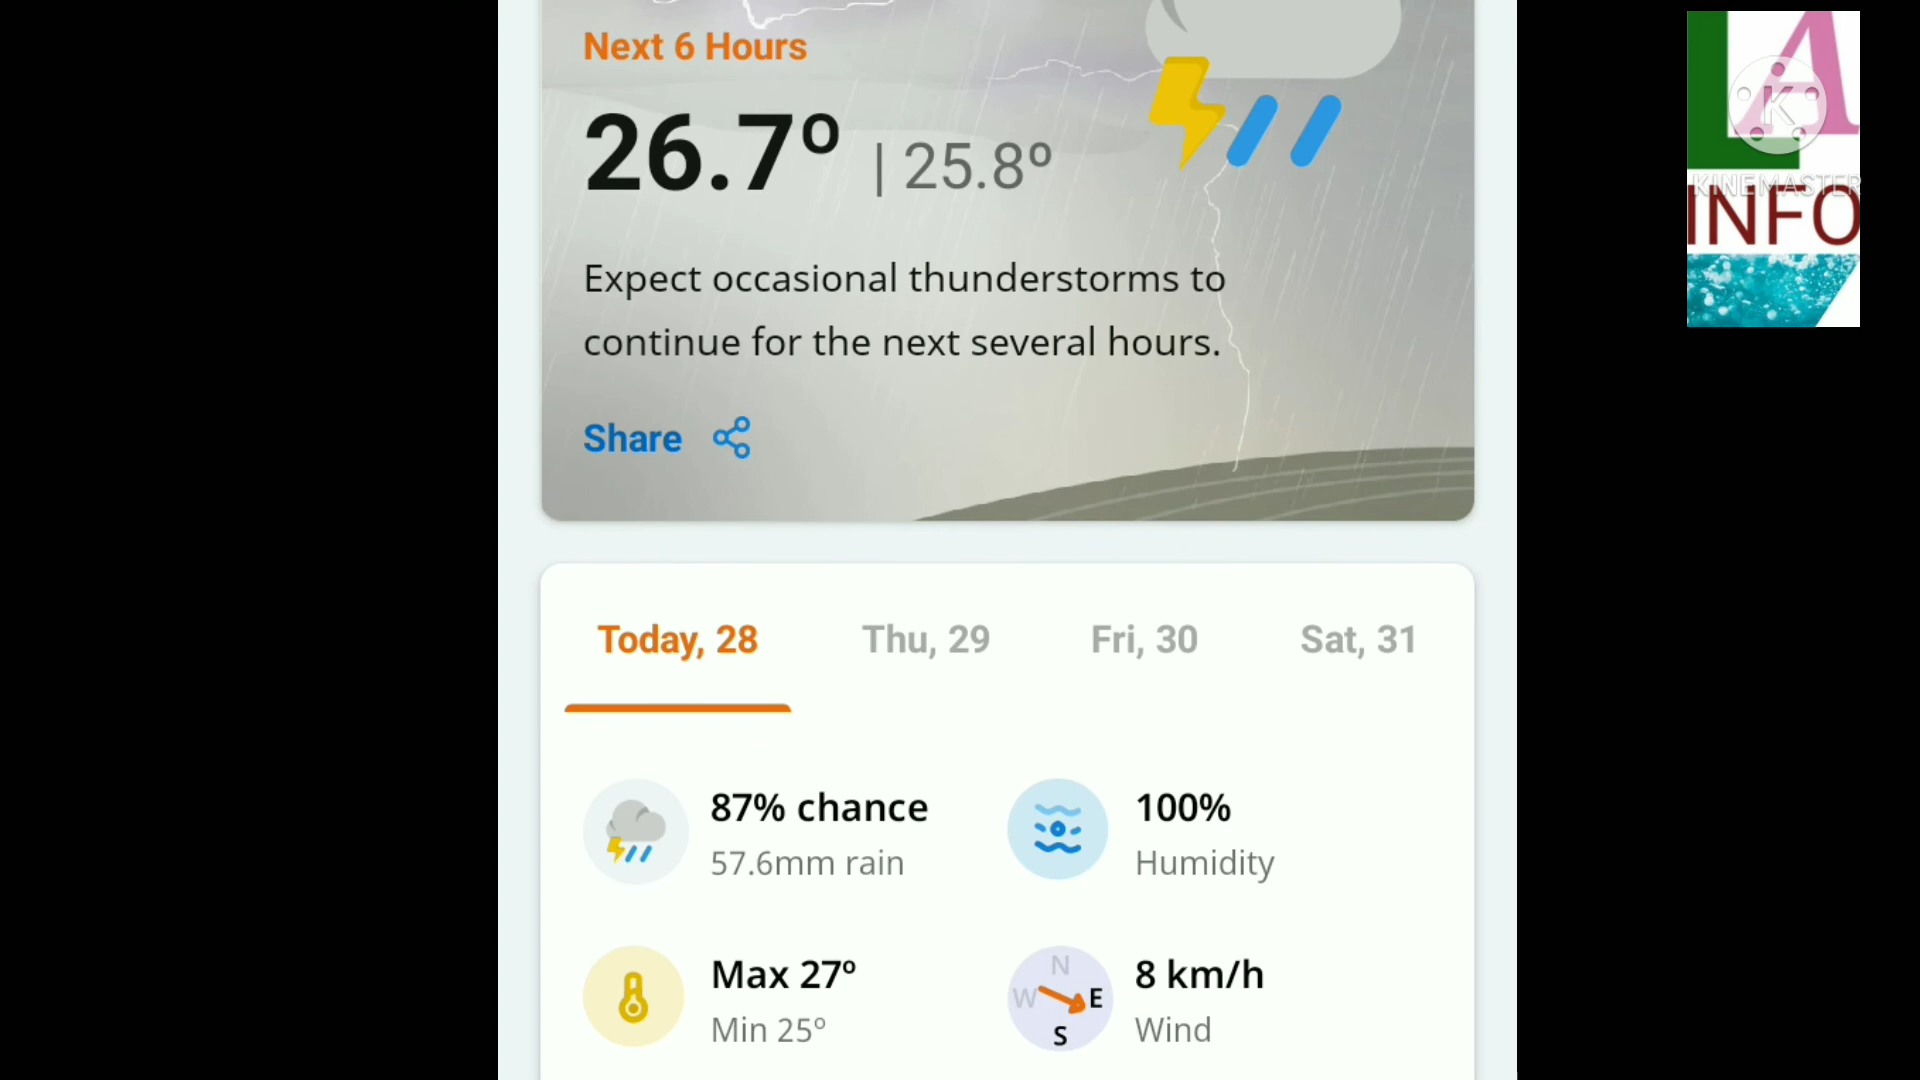 Next 6 Hours
26.7° | 25.8°
Expect occasional thunderstorms to
continue for the next several hours.
Share
Today, 28 Thu, 29 Fri, 30 Sat, 31
87% chance
57.6mm rain
100%
Humidity
Max 27°
Min 25°
N
W E
S
8 km/h
Wind
LA
K
KINEMASTER
INFO